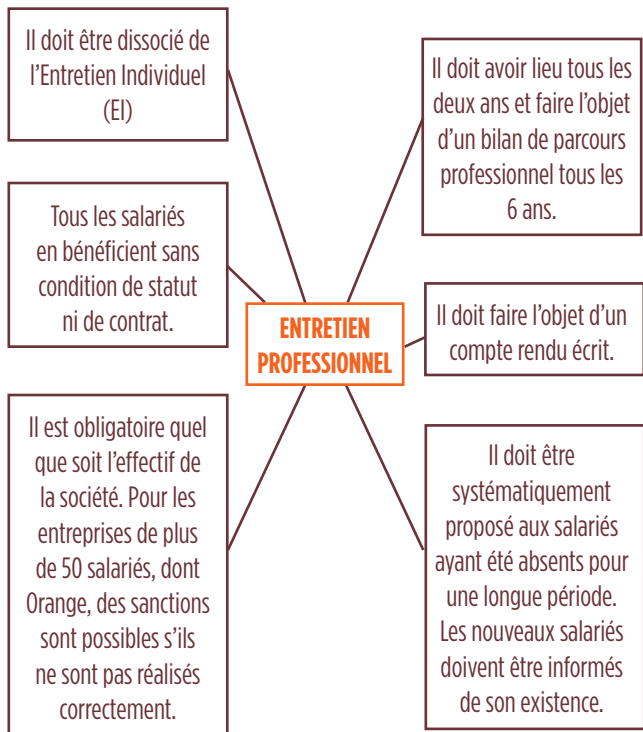 Il doit être dissocié de
l'Entretien Individuel
(EI)
Il doit avoir lieu tous les
deux ans et faire l'objet
d'un bilan de parcours
professionnel tous les
6 ans.
Tous les salariés
en bénéficient sans
condition de statut
ni de contrat.
ENTRETIEN
PROFESSIONNEL
Il doit faire l'objet d'un
compte rendu écrit.
Il est obligatoire quel
que soit l'effectif de
la société. Pour les
entreprises de plus
de 50 salariés, dont
Orange, des sanctions
sont possibles s'ils
ne sont pas réalisés
correctement.
Il doit être
systématiquement
proposé aux salariés
ayant été absents pour
une longue période.
Les nouveaux salariés
doivent être informés
de son existence.